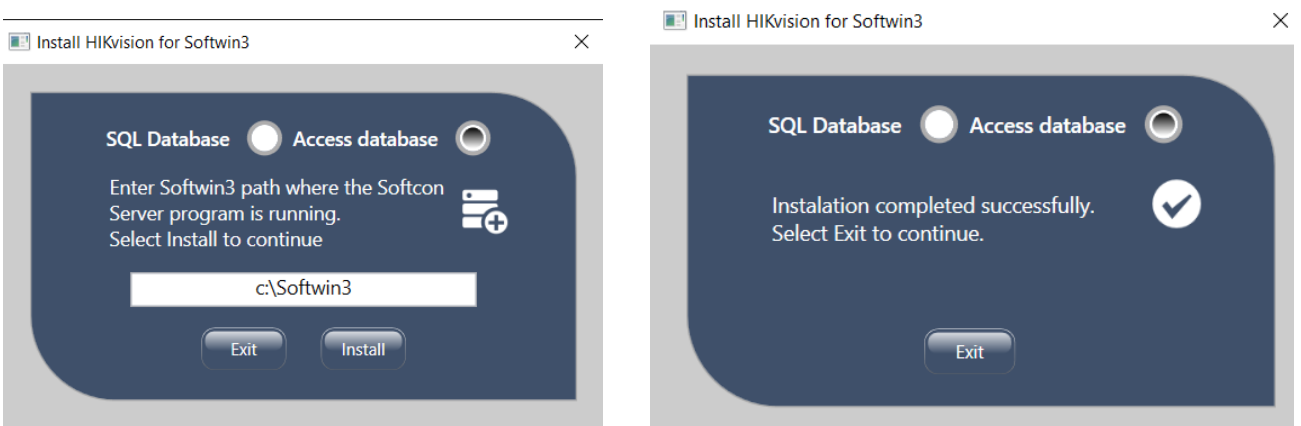 Install HIKvision for Softwin3
SQL Database Access database
Enter Softwin3 path where the Softcon
Server program is running.
Select Install to continue
c:\Softwin3
Exit Install
Install HIKvision for Softwin3
SQL Database Access database
Instalation completed successfully.
Select Exit to continue.
Exit